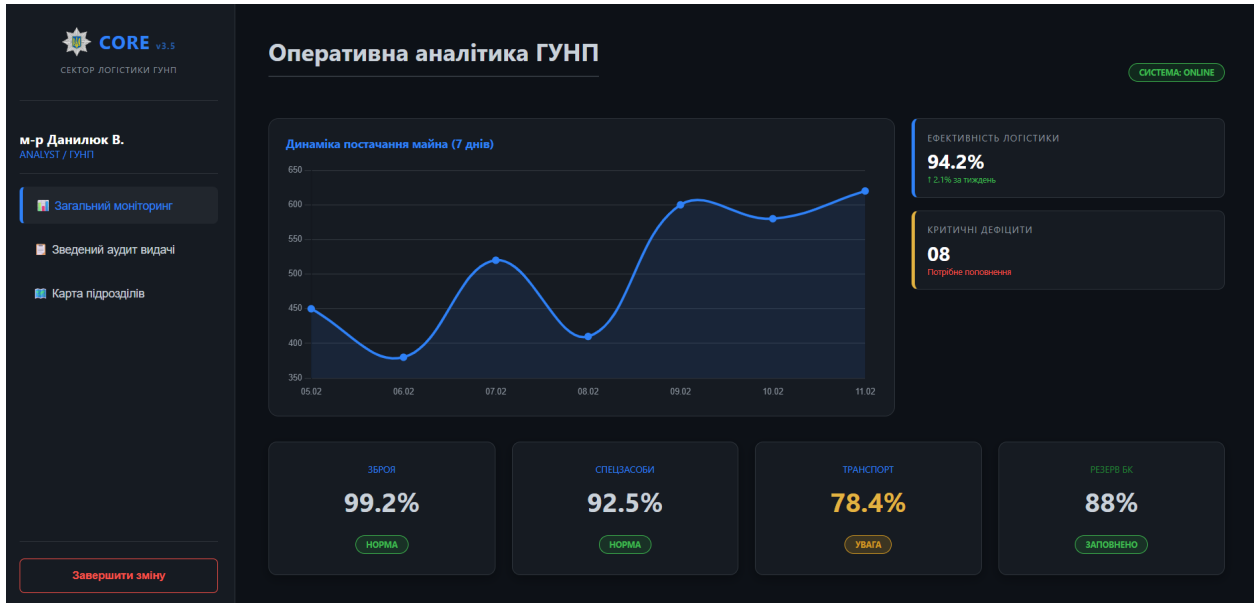 CORE v3.5
СЕКТОР ЛОГІСТИКИ ГУНП
м-р Данилюк В.
ANALYST / ГУНП
Загальний моніторинг
Зведений аудит видачі
Карта підрозділів
Завершити зміну
Оперативна аналітика ГУНП
СИСТЕМА: ONLINE
Динаміка постачання майна (7 днів)
650
600
550
500
450
400
350
05.02 06.02 07.02 08.02 09.02 10.02 11.02
ЕФЕКТИВНІСТЬ ЛОГІСТИКИ
94.2%
↑ 2.1% за тиждень
КРИТИЧНІ ДЕФІЦИТИ
08
Потрібне поповнення
ЗБРОЯ
99.2%
НОРМА
СПЕЦЗАСОБИ
92.5%
НОРМА
ТРАНСПОРТ
78.4%
УВАГА
РЕЗЕРВ БК
88%
ЗАПОВНЕНО